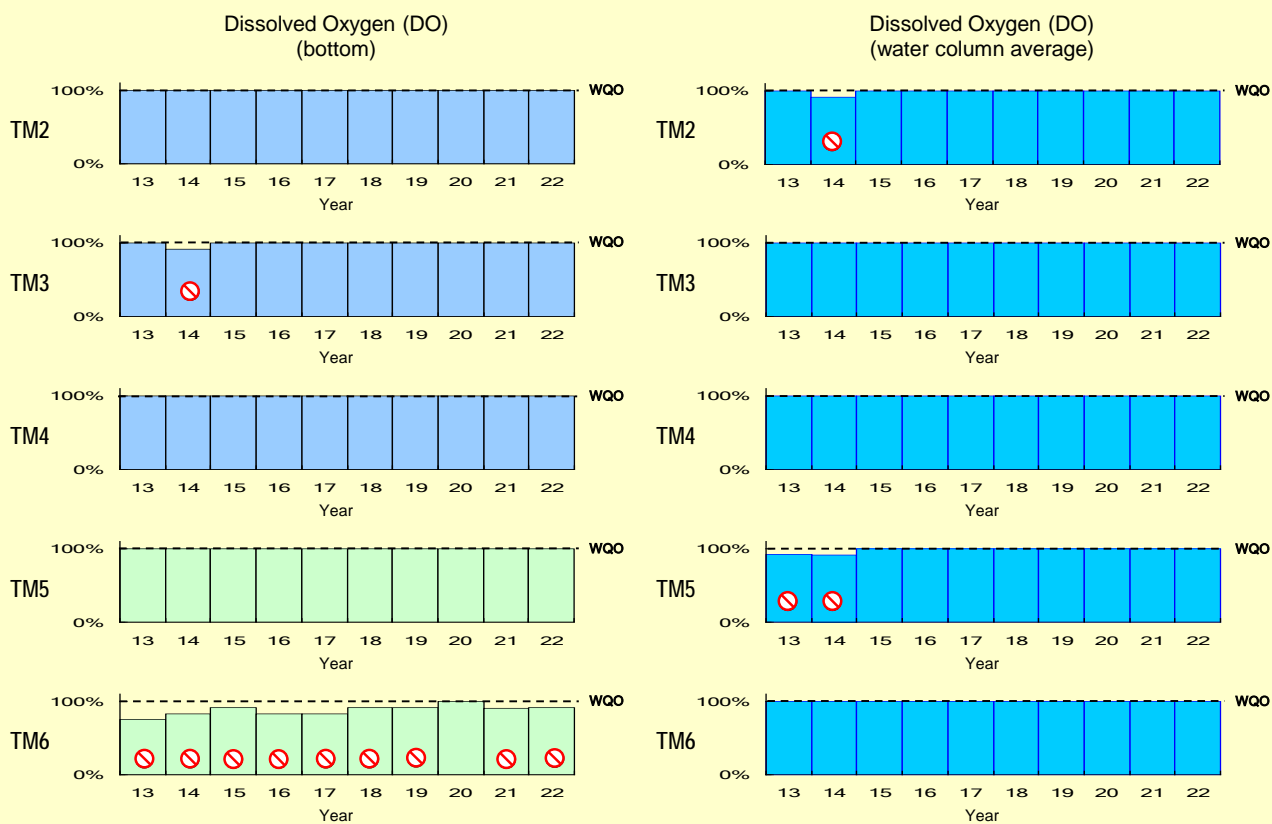 Dissolved Oxygen (DO)
(bottom)
100% WQO
TM2
0%
13 14 15 16 17 18 19 20 21 22
Year
100% WQO
TM3
0%
13 14 15 16 17 18 19 20 21 22
Year
100% WQO
TM4
0%
13 14 15 16 17 18 19 20 21 22
Year
100% WQO
TM5
0%
13 14 15 16 17 18 19 20 21 22
Year
100% WQO
TM6
0%
13 14 15 16 17 18 19 20 21 22
Year
Dissolved Oxygen (DO)
(water column average)
100% WQO
TM2
0%
13 14 15 16 17 18 19 20 21 22
Year
100% WQO
TM3
0%
13 14 15 16 17 18 19 20 21 22
Year
100% WQO
TM4
0%
13 14 15 16 17 18 19 20 21 22
Year
100% WQO
TM5
0%
13 14 15 16 17 18 19 20 21 22
Year
100% WQO
TM6
0%
13 14 15 16 17 18 19 20 21 22
Year